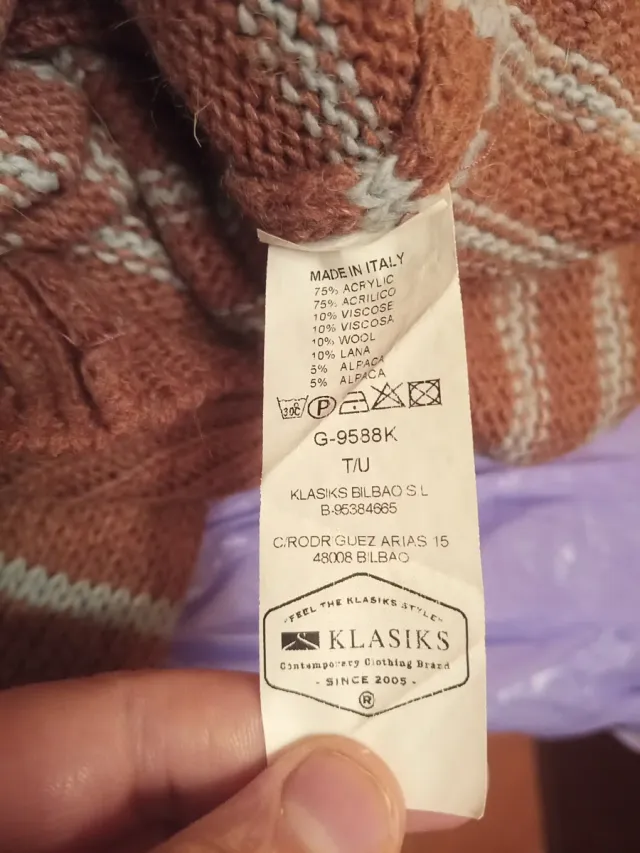 MADE IN ITALY
75% ACRYLIC
75% ACRILICO
10% VISCOSE
10% VISCOSA
10% WOOL
10% LANA
5% ALPACA
5% ALPACA
30C P
G-9588K
T/U
KLASIKS BILBAO S L
B-95384665
C/RODRIGUEZ ARIAS 15
48008 BILBAO
-FEEL THE KLASIKS STYLE-
KLASIKS
Contemporary Clothing Brand
- SINCE 2005 -
®